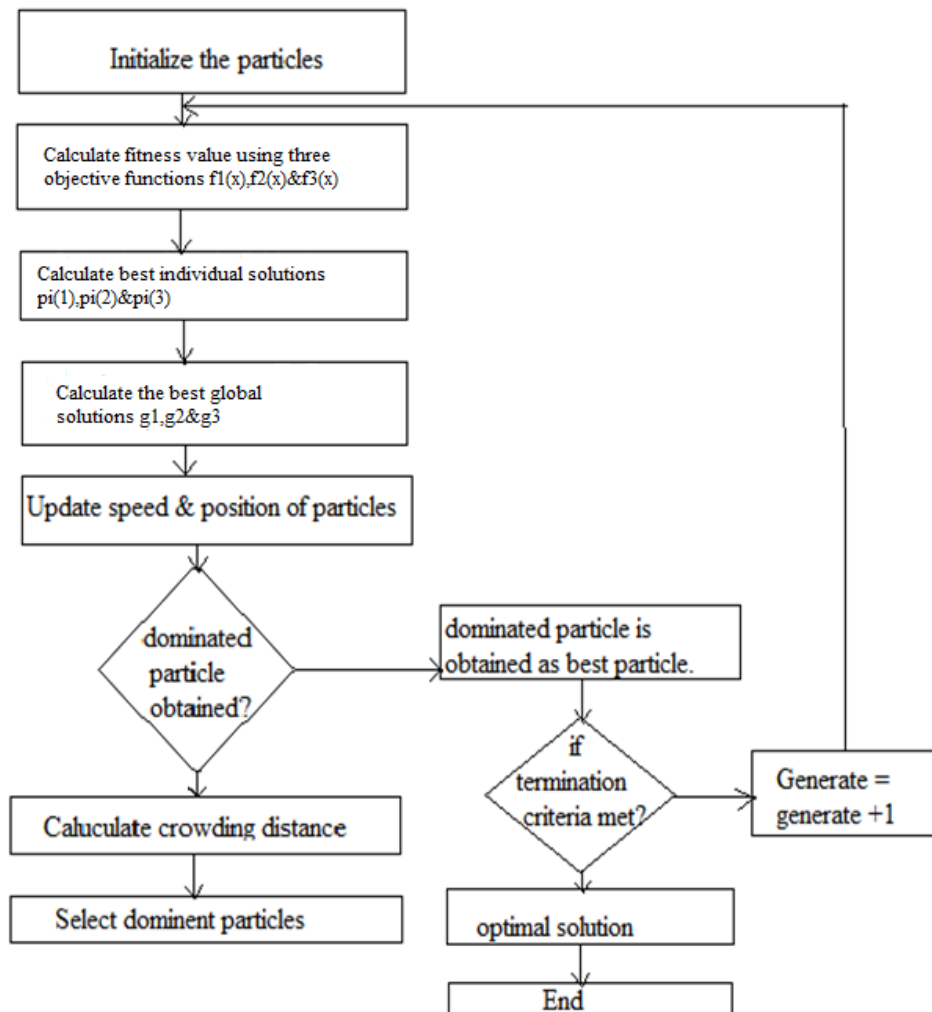 Initialize the particles
Calculate fitness value using three
objective functions f1(x),f2(x)&f3(x)
Calculate best individual solutions
pi(1),pi(2)&pi(3)
Calculate the best global
solutions g1,g2&g3
Update speed & position of particles
dominated
particle
obtained?
dominated particle is
obtained as best particle.
if
termination
criteria met?
Generate =
generate +1
Caluculate crowding distance
Select dominent particles
optimal solution
End